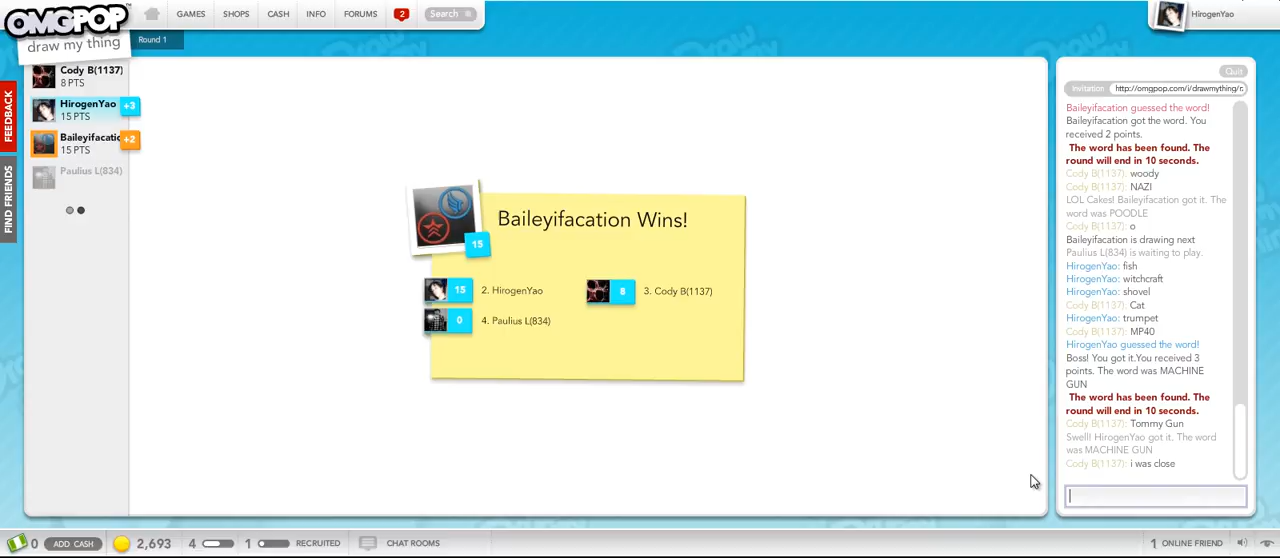 OMGPOP
draw my thing
GAMES
SHOPS
CASH
INFO
FORUMS
2
Search
HirogenYao
Round 1
FEEDBACK
FIND FRIENDS
Cody B(1137)
8 PTS
HirogenYao
15 PTS
+3
Baileyifacatic
15 PTS
+2
Paulius L(834)
Baileyifacation Wins!
15
15
2. HirogenYao
8
3. Cody B(1137)
0
4. Paulius L(834)
Quit
Invitation
http://omgpop.com/i/drawmything/r
Baileyifacation guessed the word!
Baileyifacation got the word. You
received 2 points.
The word has been found. The
round will end in 10 seconds.
Cody B(1137): woody
Cody B(1137): NAZI
LOL Cakes! Baileyifacation got it. The
word was POODLE
Cody B(1137): o
Baileyifacation is drawing next
Paulius L(834) is waiting to play.
HirogenYao: fish
HirogenYao: witchcraft
HirogenYao: shovel
Cody B(1137): Cat
HirogenYao: trumpet
Cody B(1137): MP40
HirogenYao guessed the word!
Boss! You got it.You received 3
points. The word was MACHINE
GUN
The word has been found. The
round will end in 10 seconds.
Cody B(1137): Tommy Gun
Swell! HirogenYao got it. The word
was MACHINE GUN
Cody B(1137): i was close
0
ADD CASH
2,693
4
1
RECRUITED
CHAT ROOMS
1 ONLINE FRIEND